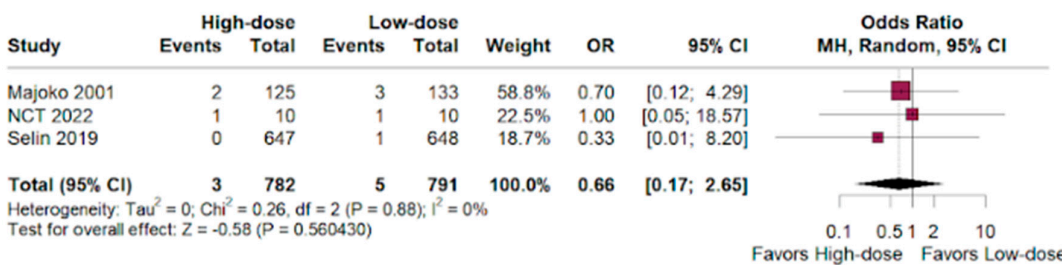 High-dose Low-dose Odds Ratio
Study Events Total Events Total Weight OR 95% CI MH, Random, 95% CI
Majoko 2001 2 125 3 133 58.8% 0.70 [0.12; 4.29]
NCT 2022 1 10 1 10 22.5% 1.00 [0.05; 18.57]
Selin 2019 0 647 1 648 18.7% 0.33 [0.01; 8.20]
Total (95% CI) 3 782 5 791 100.0% 0.66 [0.17; 2.65]
Heterogeneity: Tau² = 0; Chi² = 0.26, df = 2 (P = 0.88); I² = 0%
Test for overall effect: Z = -0.58 (P = 0.560430)
0.1 0.5 1 2 10
Favors High-dose Favors Low-dose